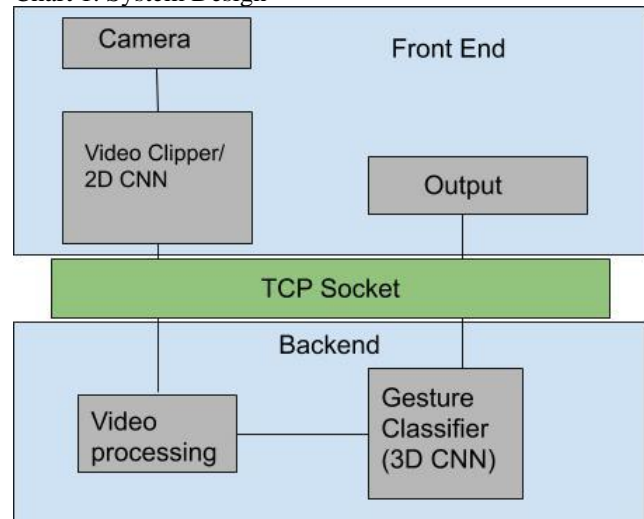 Chart 1: System Design
Camera
Front End
Video Clipper/
2D CNN
Output
TCP Socket
Backend
Video
processing
Gesture
Classifier
(3D CNN)